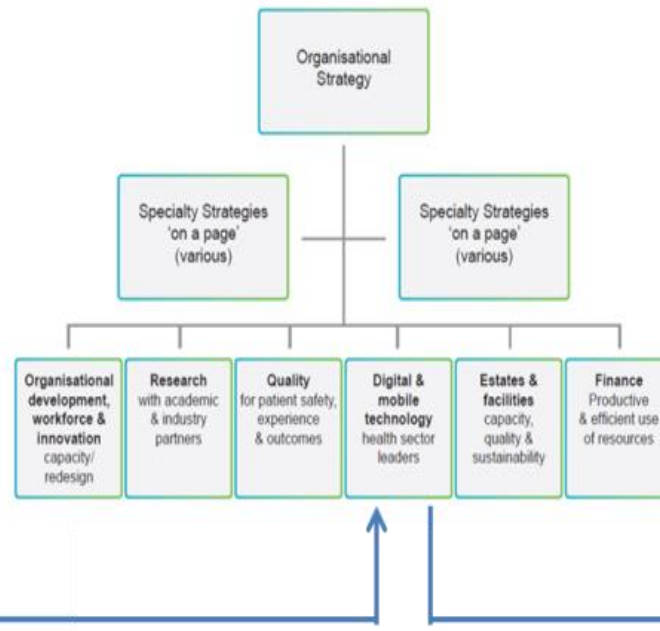 Organisational
Strategy
Specialty Strategies
'on a page'
(various)
Specialty Strategies
'on a page'
(various)
Organisational
development,
workforce &
innovation
capacity/
redesign
Research
with academic
& industry
partners
Quality
for patient safety,
experience
& outcomes
Digital &
mobile
technology
health sector
leaders
Estates &
facilities
capacity,
quality &
sustainability
Finance
Productive
& efficient use
of resources